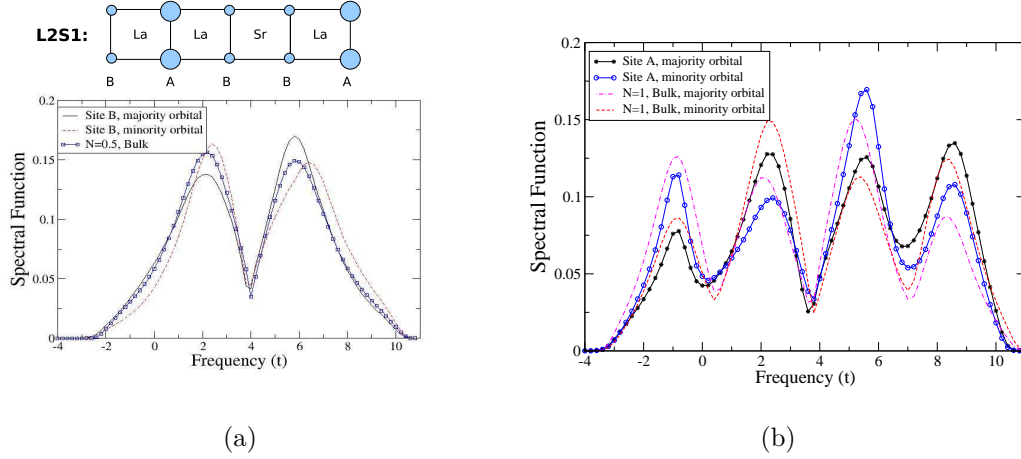 L2S1:
La La Sr La
B A B B A
0.2
0.15
0.1
0.05
0
Spectral Function
Site B, majority orbital
Site B, minority orbital
N=0.5, Bulk
-4 -2 0 2 4 6 8 10
Frequency (t)
(a)
0.2
0.15
0.1
0.05
0
Spectral Function
Site A, majority orbital
Site A, minority orbital
N=1, Bulk, majority orbital
N=1, Bulk, minority orbital
-4 -2 0 2 4 6 8 10
Frequency (t)
(b)